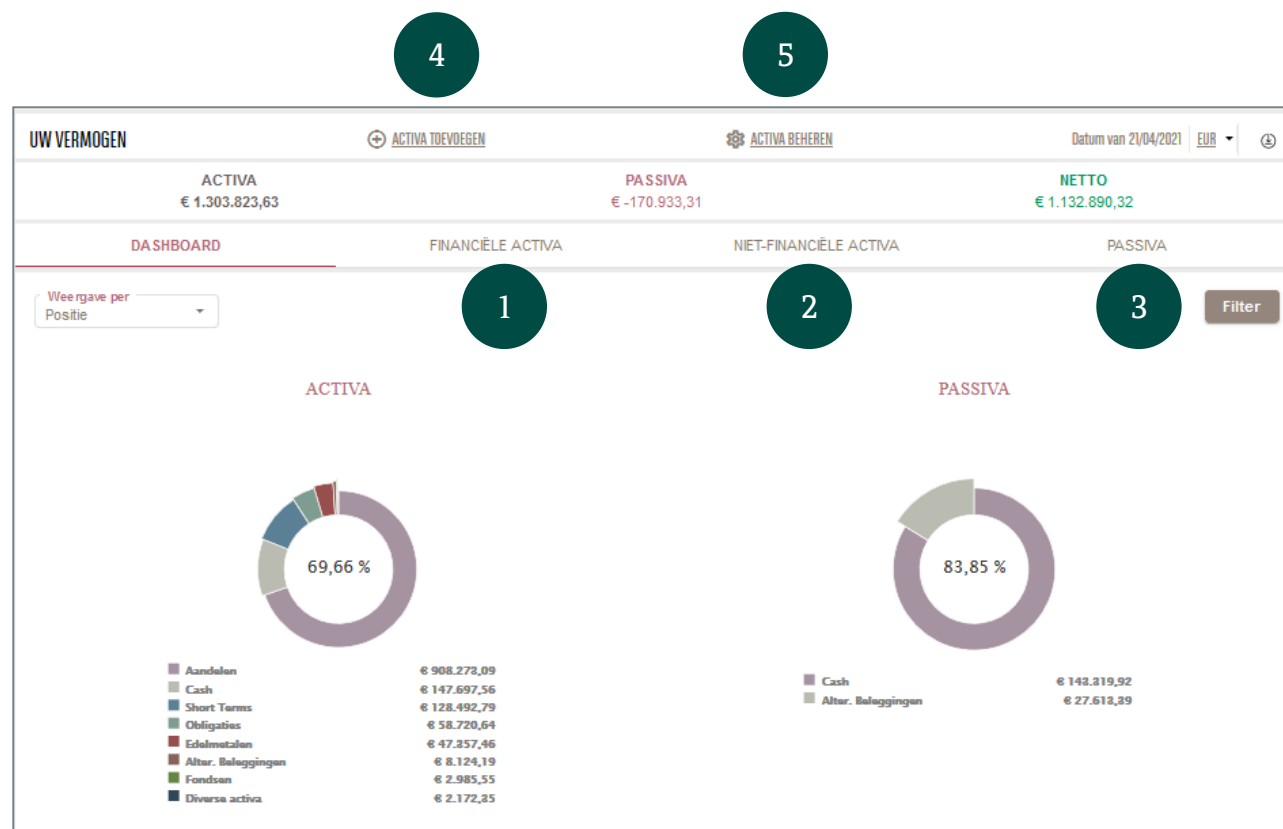 4 5
UW VERMOGEN ACTIVA TOEVOEGEN ACTIVA BEHEREN Datum van 21/04/2021 EUR
ACTIVA PASSIVA NETTO
€ 1.303.823,63 € -170.933,31 € 1.132.890,32
DASHBOARD FINANCIËLE ACTIVA NIET-FINANCIËLE ACTIVA PASSIVA
Weergave per
Positie
1 2 3 Filter
ACTIVA PASSIVA
69,66 % 83,85 %
Aandelen € 908.273,09
Cash € 147.697,56
Short Terms € 128.492,79
Obligaties € 58.720,64
Edelmetalen € 47.357,46
Alter. Beleggingen € 8.124,19
Fondsen € 2.985,55
Diverse activa € 2.172,35
Cash € 143.319,92
Alter. Beleggingen € 27.613,39